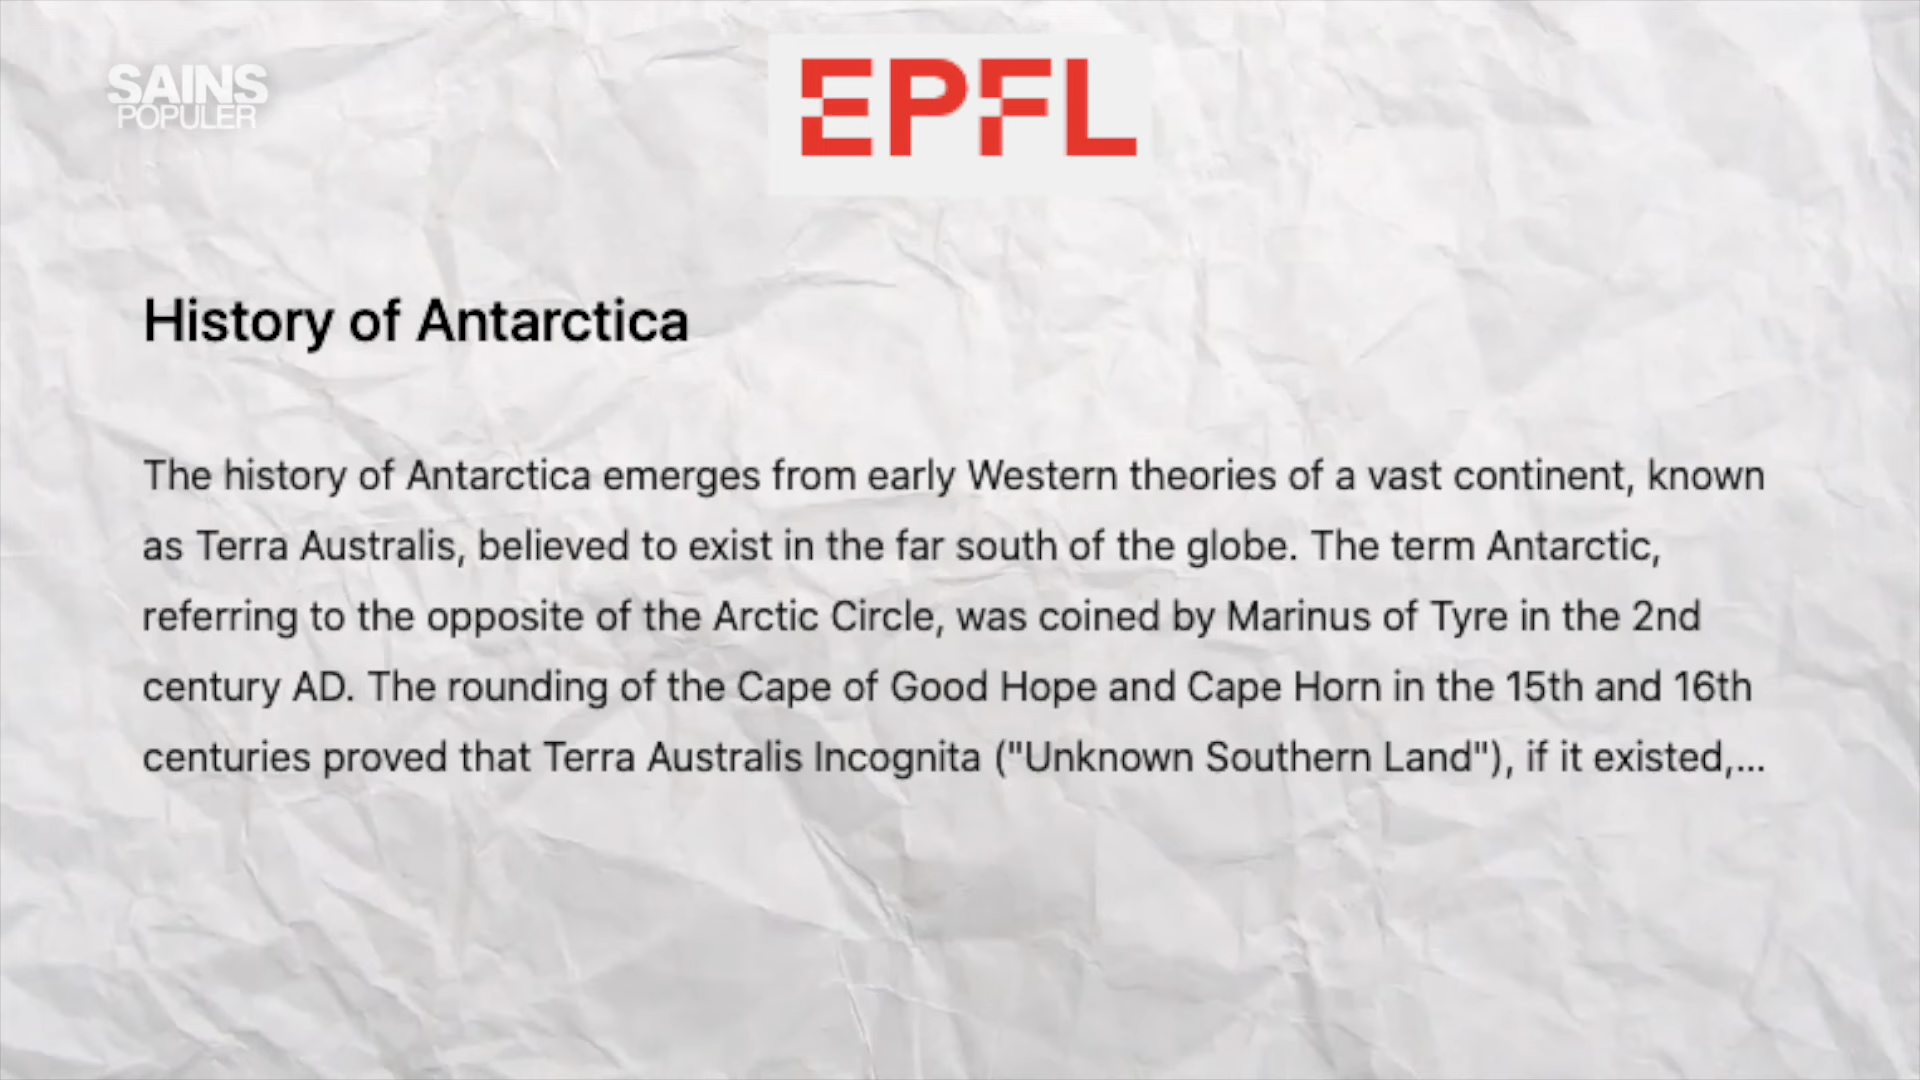 SAINS
POPULER
EPFL
History of Antarctica
The history of Antarctica emerges from early Western theories of a vast continent, known
as Terra Australis, believed to exist in the far south of the globe. The term Antarctic,
referring to the opposite of the Arctic Circle, was coined by Marinus of Tyre in the 2nd
century AD. The rounding of the Cape of Good Hope and Cape Horn in the 15th and 16th
centuries proved that Terra Australis Incognita ("Unknown Southern Land"), if it existed,...